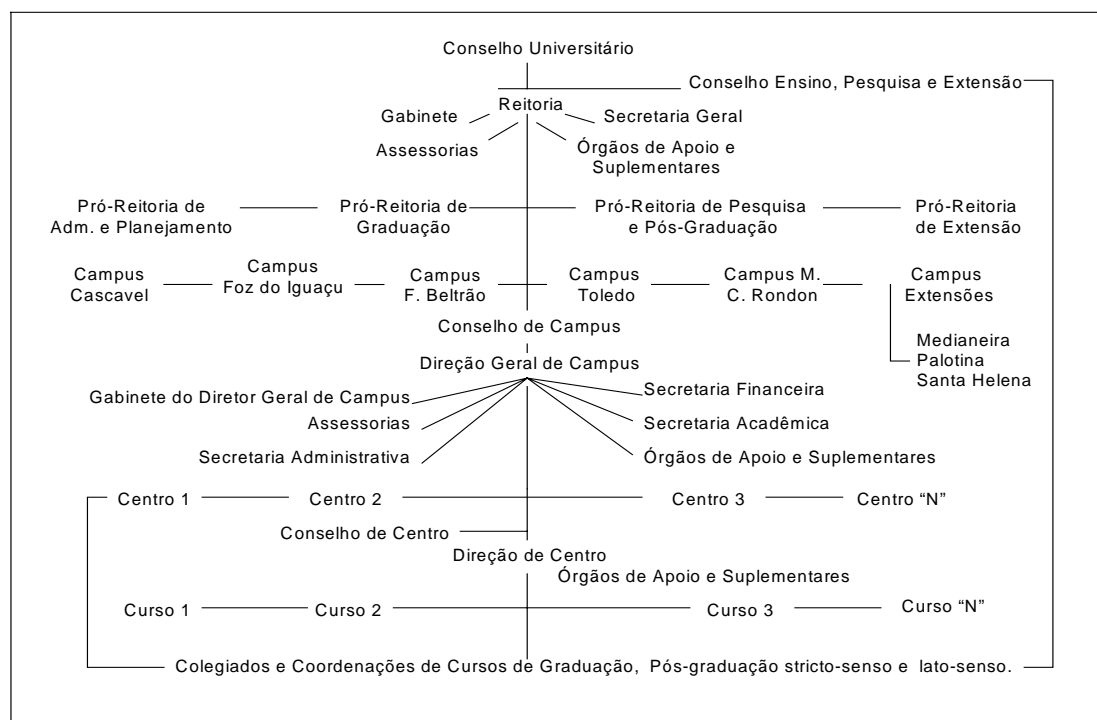 Conselho Universitário
Conselho Ensino, Pesquisa e Extensão
Reitoria
Gabinete
Secretaria Geral
Assessorias
Órgãos de Apoio e
Suplementares
Pró-Reitoria de
Adm. e Planejamento
Pró-Reitoria de
Graduação
Pró-Reitoria de Pesquisa
e Pós-Graduação
Pró-Reitoria
de Extensão
Campus
Cascavel
Campus
Foz do Iguaçu
Campus
F. Beltrão
Campus
Toledo
Campus M.
C. Rondon
Campus
Extensões
Medianeira
Palotina
Santa Helena
Conselho de Campus
Direção Geral de Campus
Gabinete do Diretor Geral de Campus
Secretaria Financeira
Assessorias
Secretaria Acadêmica
Secretaria Administrativa
Órgãos de Apoio e Suplementares
Centro 1
Centro 2
Centro 3
Centro “N”
Conselho de Centro
Direção de Centro
Órgãos de Apoio e Suplementares
Curso 1
Curso 2
Curso 3
Curso “N”
Colegiados e Coordenações de Cursos de Graduação, Pós-graduação stricto-senso e lato-senso.